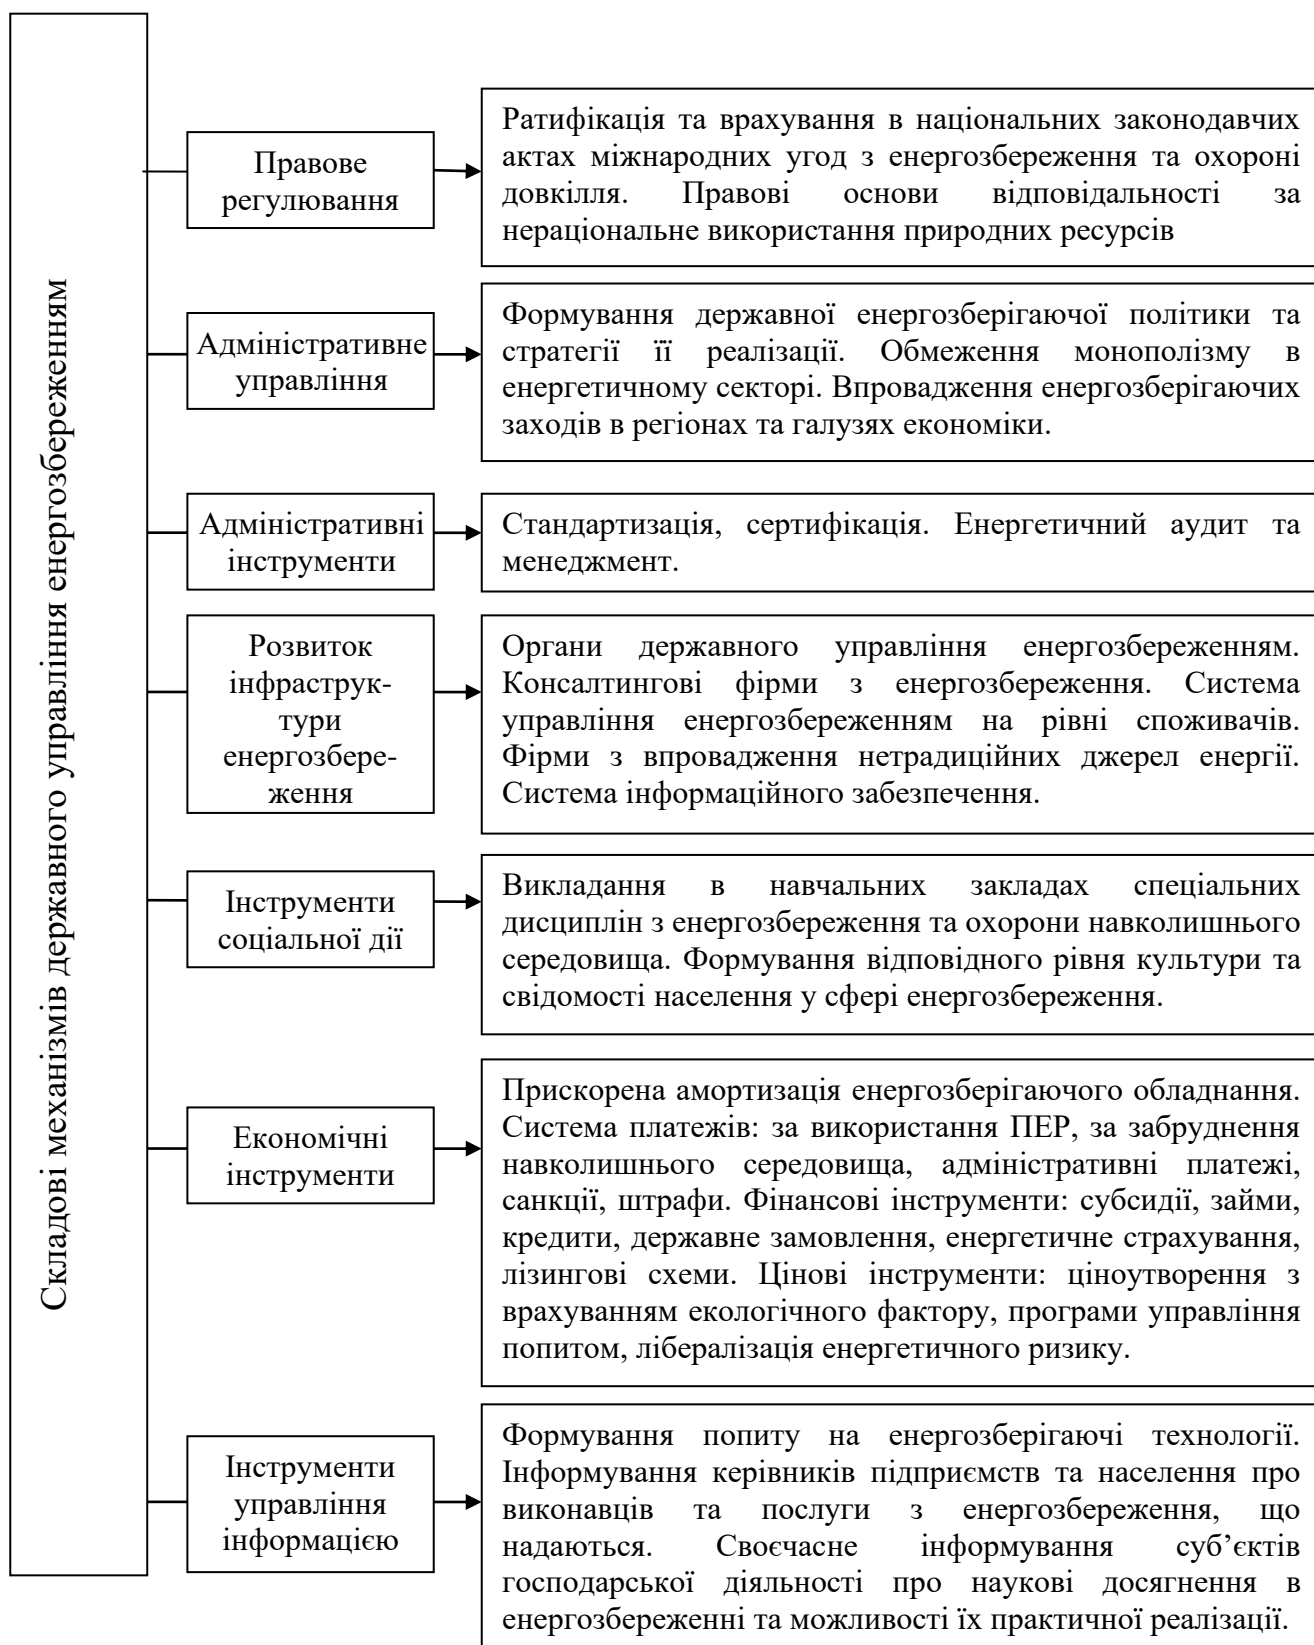 Складові механізмів державного управління енергозбереженням
Правове
регулювання
Ратифікація та врахування в національних законодавчих
актах міжнародних угод з енергозбереження та охороні
довкілля. Правові основи відповідальності за
нераціональне використання природних ресурсів
Адміністративне
управління
Формування державної енергозберігаючої політики та
стратегії її реалізації. Обмеження монополізму в
енергетичному секторі. Впровадження енергозберігаючих
заходів в регіонах та галузях економіки.
Адміністративні
інструменти
Стандартизація, сертифікація. Енергетичний аудит та
менеджмент.
Розвиток
інфраструк-
тури
енергозбере-
ження
Органи державного управління енергозбереженням.
Консалтингові фірми з енергозбереження. Система
управління енергозбереженням на рівні споживачів.
Фірми з впровадження нетрадиційних джерел енергії.
Система інформаційного забезпечення.
Інструменти
соціальної дії
Викладання в навчальних закладах спеціальних
дисциплін з енергозбереження та охорони навколишнього
середовища. Формування відповідного рівня культури та
свідомості населення у сфері енергозбереження.
Економічні
інструменти
Прискорена амортизація енергозберігаючого обладнання.
Система платежів: за використання ПЕР, за забруднення
навколишнього середовища, адміністративні платежі,
санкції, штрафи. Фінансові інструменти: субсидії, займи,
кредити, державне замовлення, енергетичне страхування,
лізингові схеми. Цінові інструменти: ціноутворення з
врахуванням екологічного фактору, програми управління
попитом, лібералізація енергетичного ризику.
Інструменти
управління
інформацією
Формування попиту на енергозберігаючі технології.
Інформування керівників підприємств та населення про
виконавців та послуги з енергозбереження, що
надаються. Своєчасне інформування суб’єктів
господарської діяльності про наукові досягнення в
енергозбереженні та можливості їх практичної реалізації.